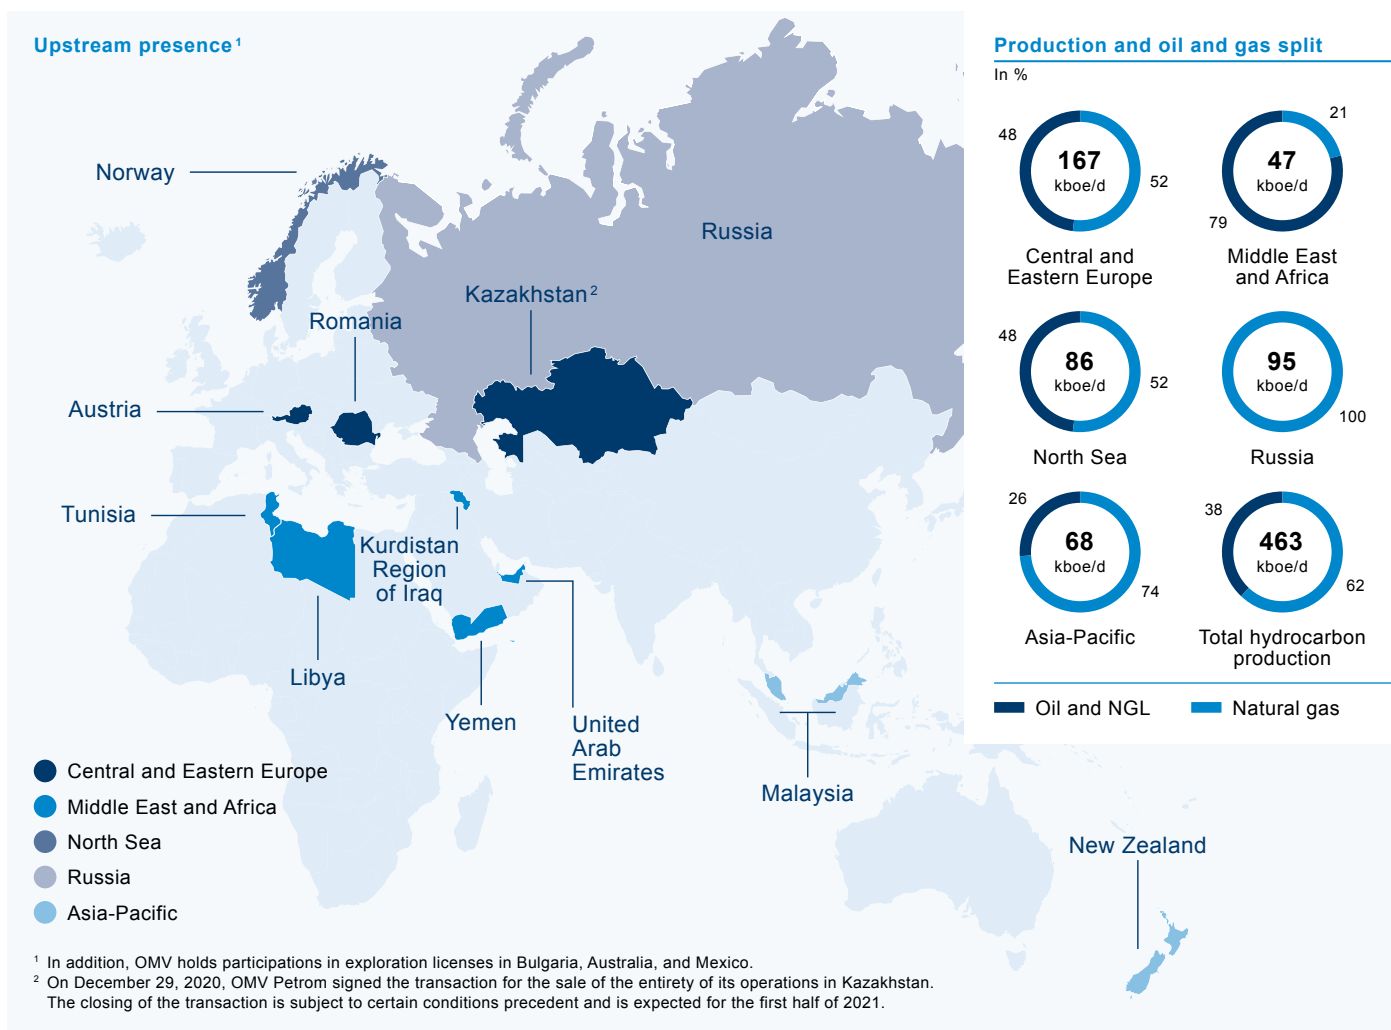 Upstream presence 1
Norway
Russia
Kazakhstan 2
Romania
Austria
Tunisia
Kurdistan
Region
of Iraq
Libya
Yemen
United
Arab
Emirates
Malaysia
New Zealand
Central and Eastern Europe
Middle East and Africa
North Sea
Russia
Asia-Pacific
1 In addition, OMV holds participations in exploration licenses in Bulgaria, Australia, and Mexico.
2 On December 29, 2020, OMV Petrom signed the transaction for the sale of the entirety of its operations in Kazakhstan.
The closing of the transaction is subject to certain conditions precedent and is expected for the first half of 2021.
Production and oil and gas split
In %
48
167
kboe/d
52
Central and
Eastern Europe
21
47
kboe/d
79
Middle East
and Africa
48
86
kboe/d
52
North Sea
95
kboe/d
100
Russia
26
68
kboe/d
74
Asia-Pacific
38
463
kboe/d
62
Total hydrocarbon
production
Oil and NGL
Natural gas